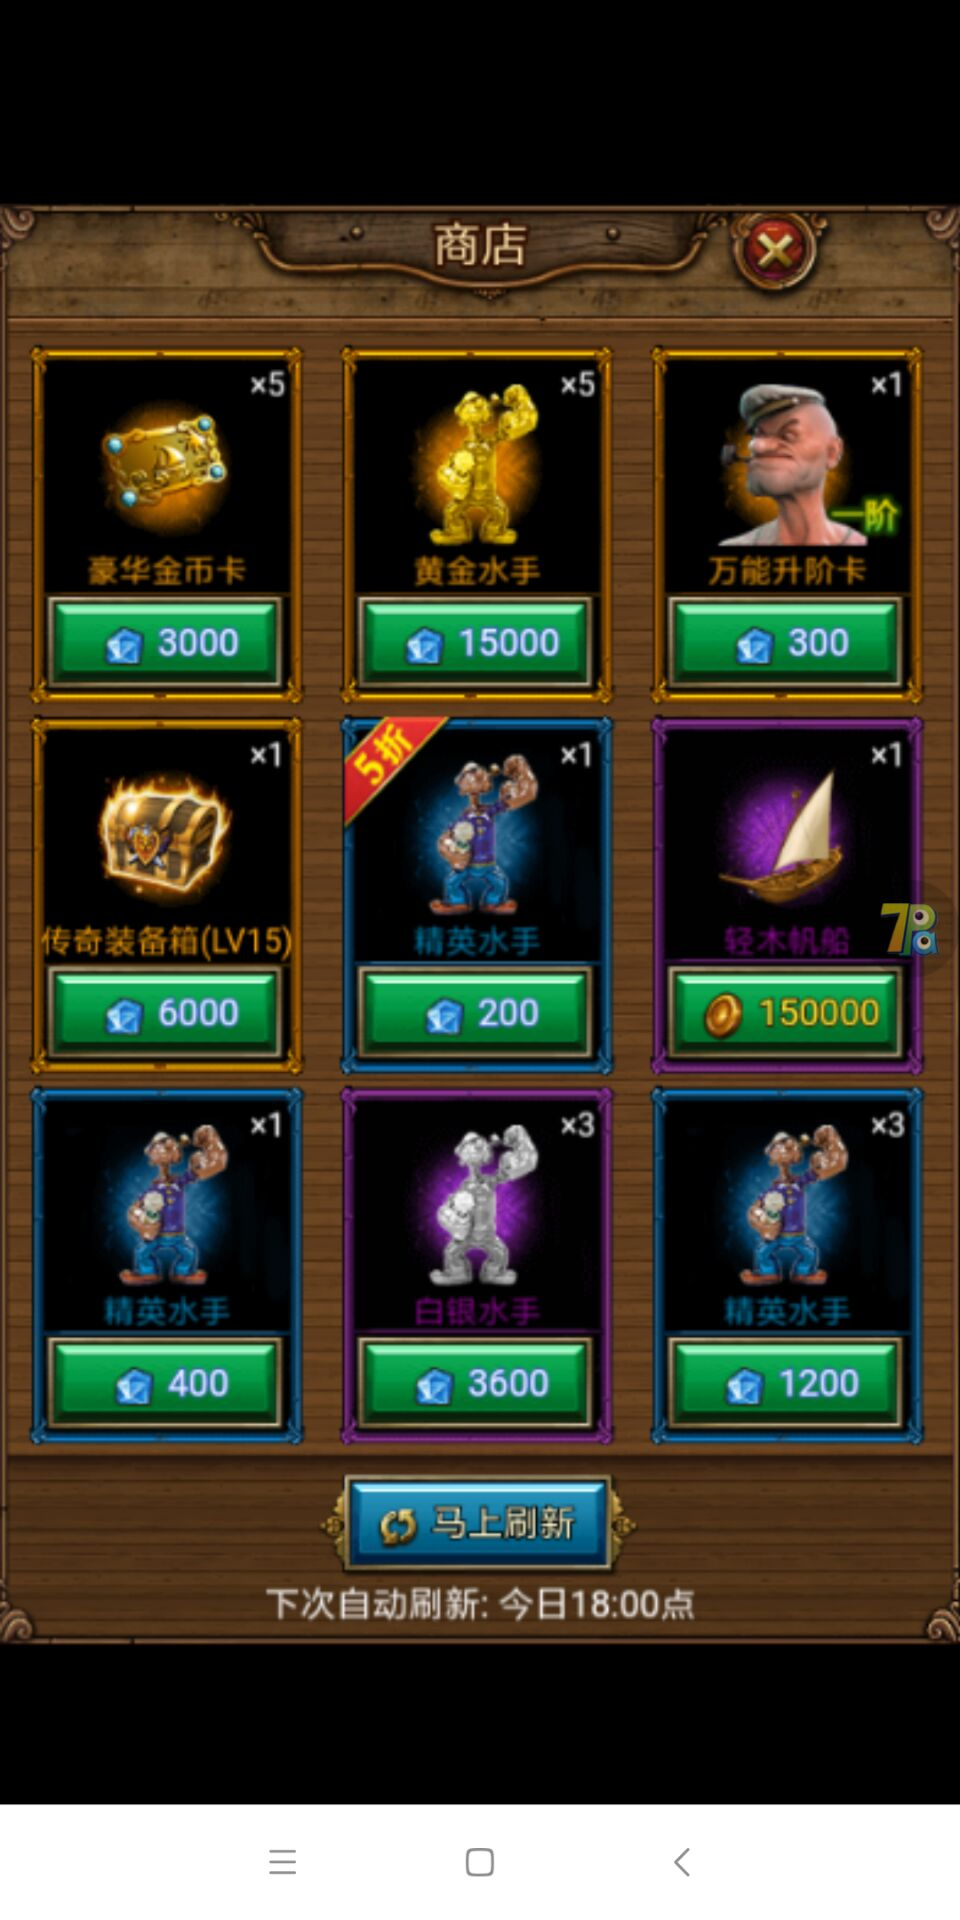 商店
×5
×5
×1
一阶
豪华金币卡
黄金水手
万能升阶卡
3000
15000
300
5折
×1
×1
×1
传奇装备箱(LV15)
精英水手
轻木帆船
7Pa
6000
200
150000
×1
×3
×3
精英水手
白银水手
精英水手
400
3600
1200
马上刷新
下次自动刷新: 今日18:00点